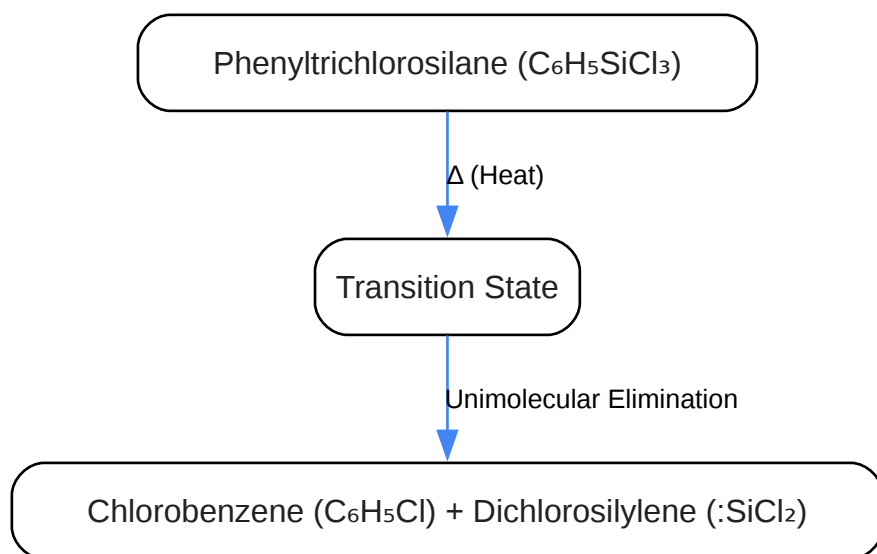 Phenyltrichlorosilane (C₆H₅SiCl₃)
Δ (Heat)
Transition State
Unimolecular Elimination
Chlorobenzene (C₆H₅Cl) + Dichlorosilylene (:SiCl₂)